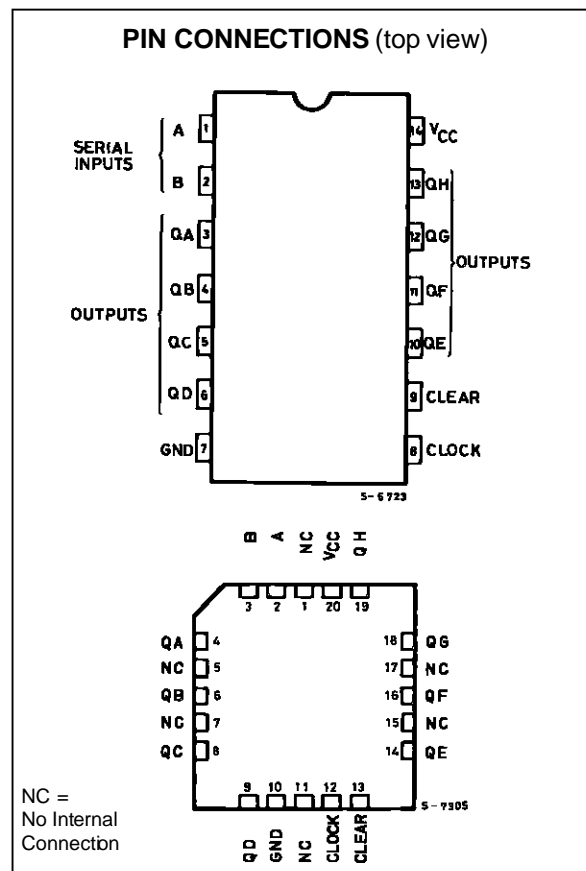 PIN CONNECTIONS (top view)
SERIAL INPUTS
A 1
B 2
QA 3
QB 4
QC 5
QD 6
OUTPUTS
GND 7
14 VCC
13 QH
12 QG
11 QF
10 QE
OUTPUTS
9 CLEAR
8 CLOCK
S-6723
B A NC VCC QH
3 2 1 20 19
QA 4
NC 5
QB 6
NC 7
QC 8
18 QG
17 NC
16 QF
15 NC
14 QE
9 10 11 12 13
QD GND NC CLOCK CLEAR
S-7305
NC =
No Internal
Connection